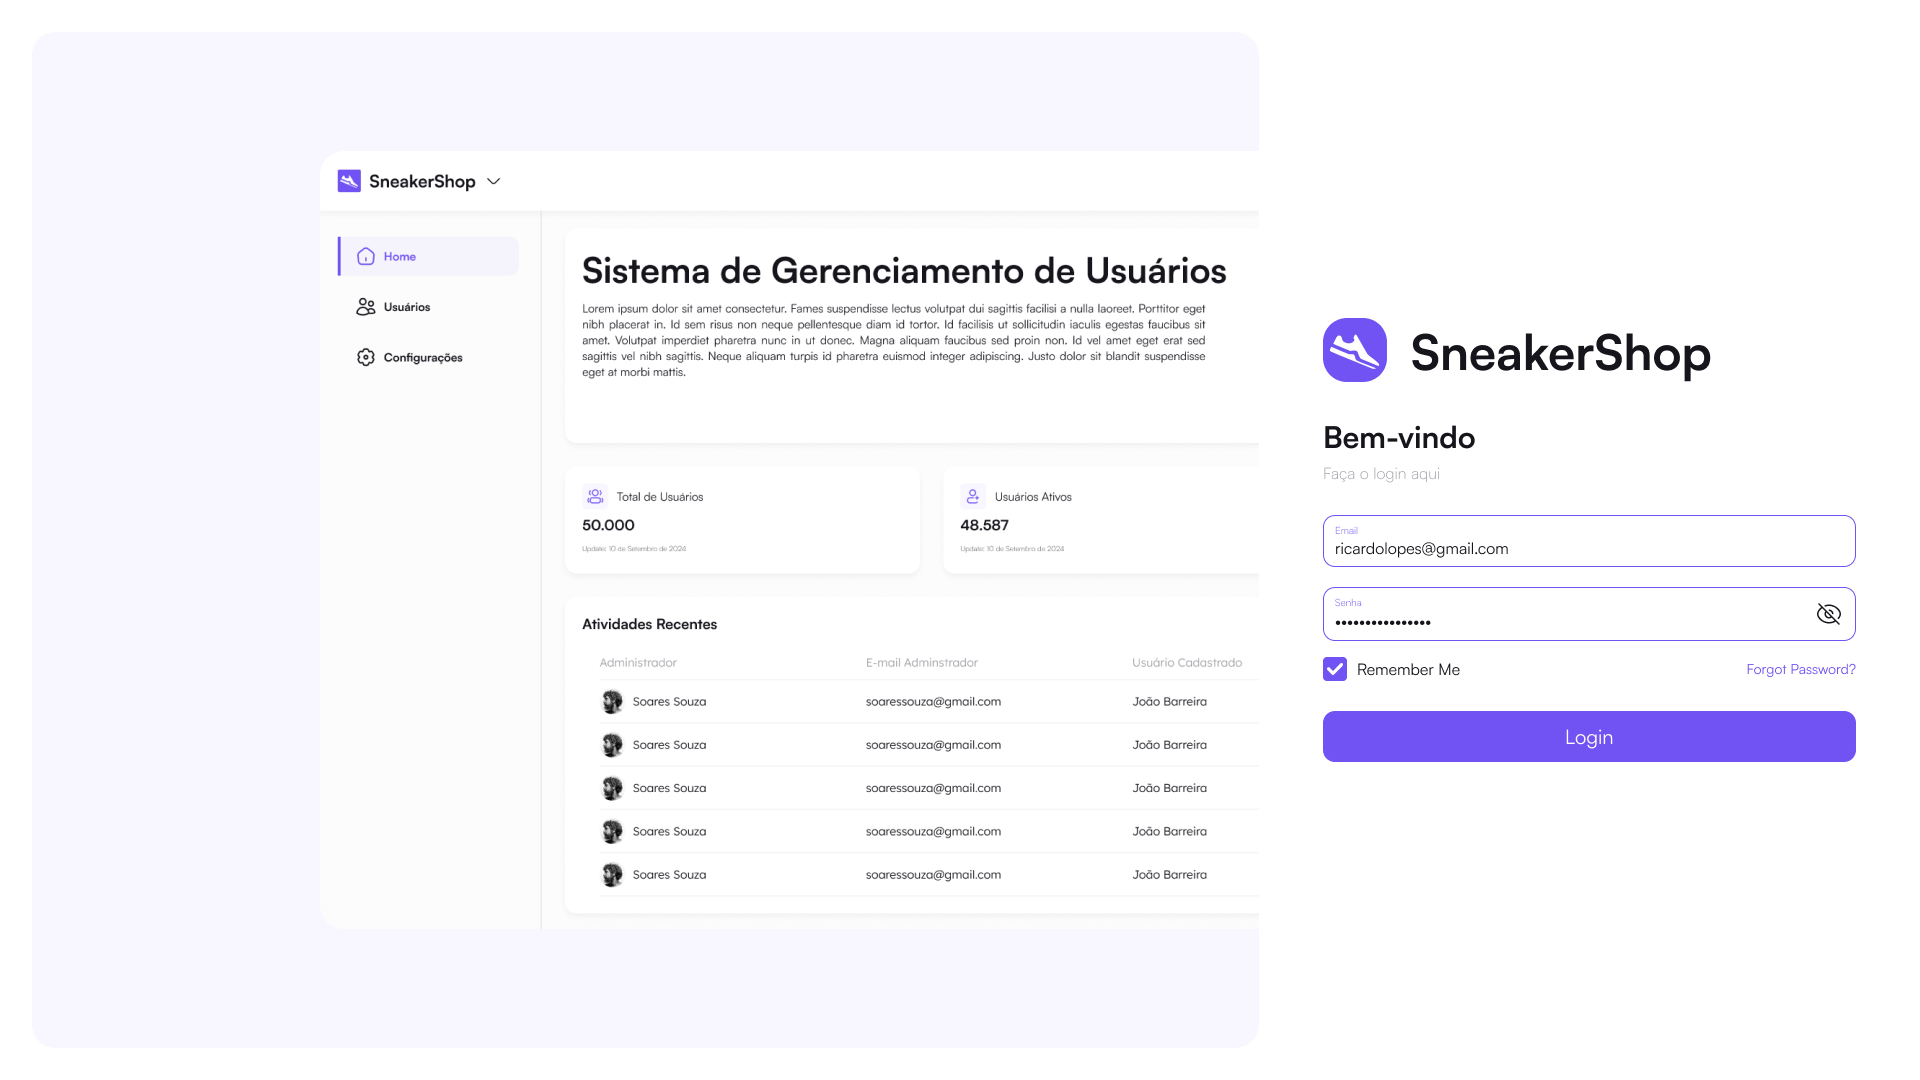 SneakerShop
Home
Usuários
Configurações
Sistema de Gerenciamento de Usuários
Lorem ipsum dolor sit amet consectetur. Fames suspendisse lectus volutpat dui sagittis facilisi a nulla laoreet. Porttitor eget
nibh placerat in. Id sem risus non neque pellentesque diam id tortor. Id facilisis ut sollicitudin iaculis egestas faucibus sit
amet. Volutpat imperdiet pharetra nunc in ut donec. Magna aliquam faucibus sed proin non. Id vel amet eget erat sed
sagittis vel nibh sagittis. Neque aliquam turpis id pharetra euismod integer adipiscing. Justo dolor sit blandit suspendisse
eget at morbi mattis.
Total de Usuários
50.000
Update: 10 de Setembro de 2024
Usuários Ativos
48.587
Update: 10 de Setembro de 2024
Atividades Recentes
Administrador E-mail Adminstrador Usuário Cadastrado
Soares Souza soaressouza@gmail.com João Barreira
Soares Souza soaressouza@gmail.com João Barreira
Soares Souza soaressouza@gmail.com João Barreira
Soares Souza soaressouza@gmail.com João Barreira
Soares Souza soaressouza@gmail.com João Barreira
SneakerShop
Bem-vindo
Faça o login aqui
Email
ricardolopes@gmail.com
Senha
••••••••••••••••
Remember Me
Forgot Password?
Login